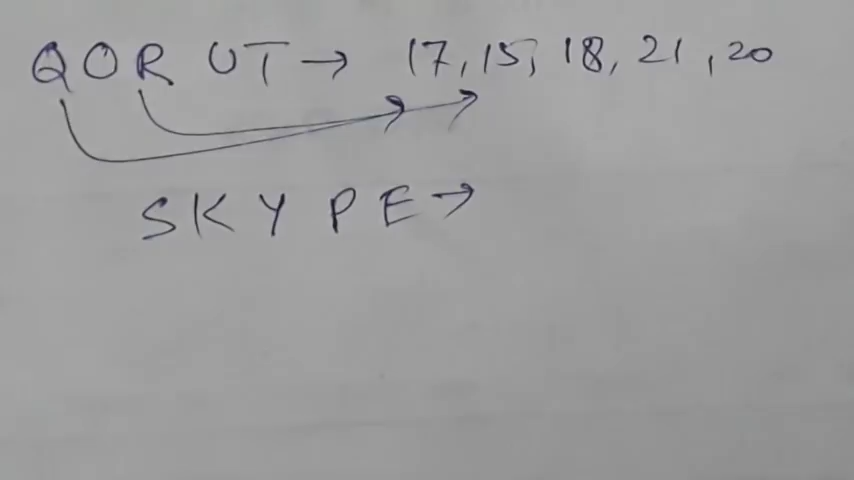 QOR UT → 17, 15, 18, 21, 20
SKYPE →